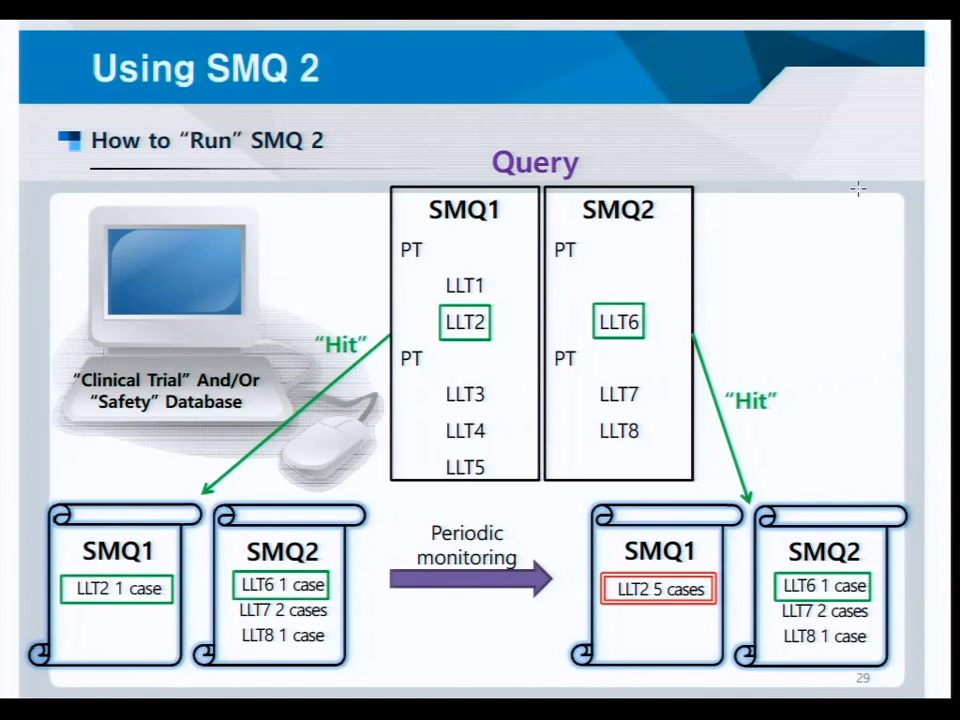 Using SMQ 2
How to “Run” SMQ 2
Query
SMQ1
PT
LLT1
LLT2
PT
LLT3
LLT4
LLT5
SMQ2
PT
LLT6
PT
LLT7
LLT8
“Hit”
“Hit”
“Clinical Trial” And/Or
“Safety” Database
SMQ1
LLT2 1 case
SMQ2
LLT6 1 case
LLT7 2 cases
LLT8 1 case
Periodic
monitoring
SMQ1
LLT2 5 cases
SMQ2
LLT6 1 case
LLT7 2 cases
LLT8 1 case
29